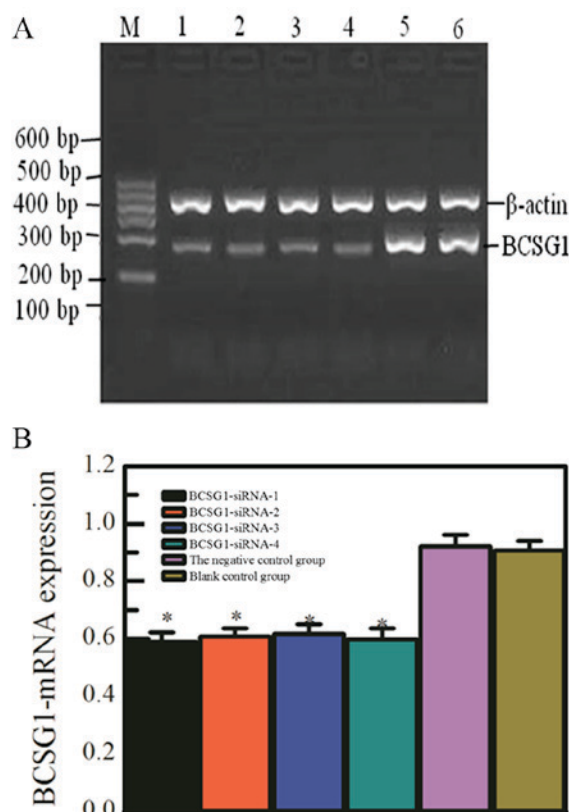 A
M 1 2 3 4 5 6
600 bp
500 bp
400 bp
300 bp
200 bp
100 bp
β-actin
BCSG1
B
BCSG1-mRNA expression
1.2
1.0
0.8
0.6
0.4
0.2
0.0
BCSG1-siRNA-1
BCSG1-siRNA-2
BCSG1-siRNA-3
BCSG1-siRNA-4
The negative control group
Blank control group
* * * *